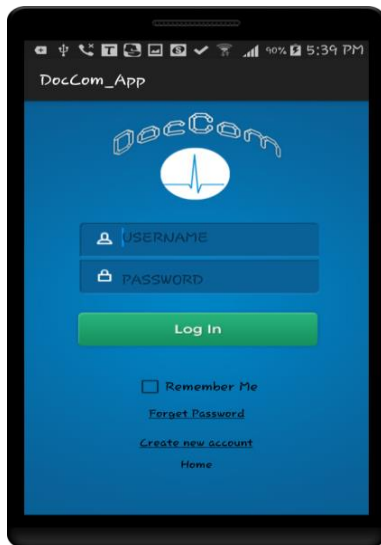 90% 5:39 PM
DocCom_App
DocCom
USERNAME
PASSWORD
Log In
Remember Me
Forget Password
Create new account
Home